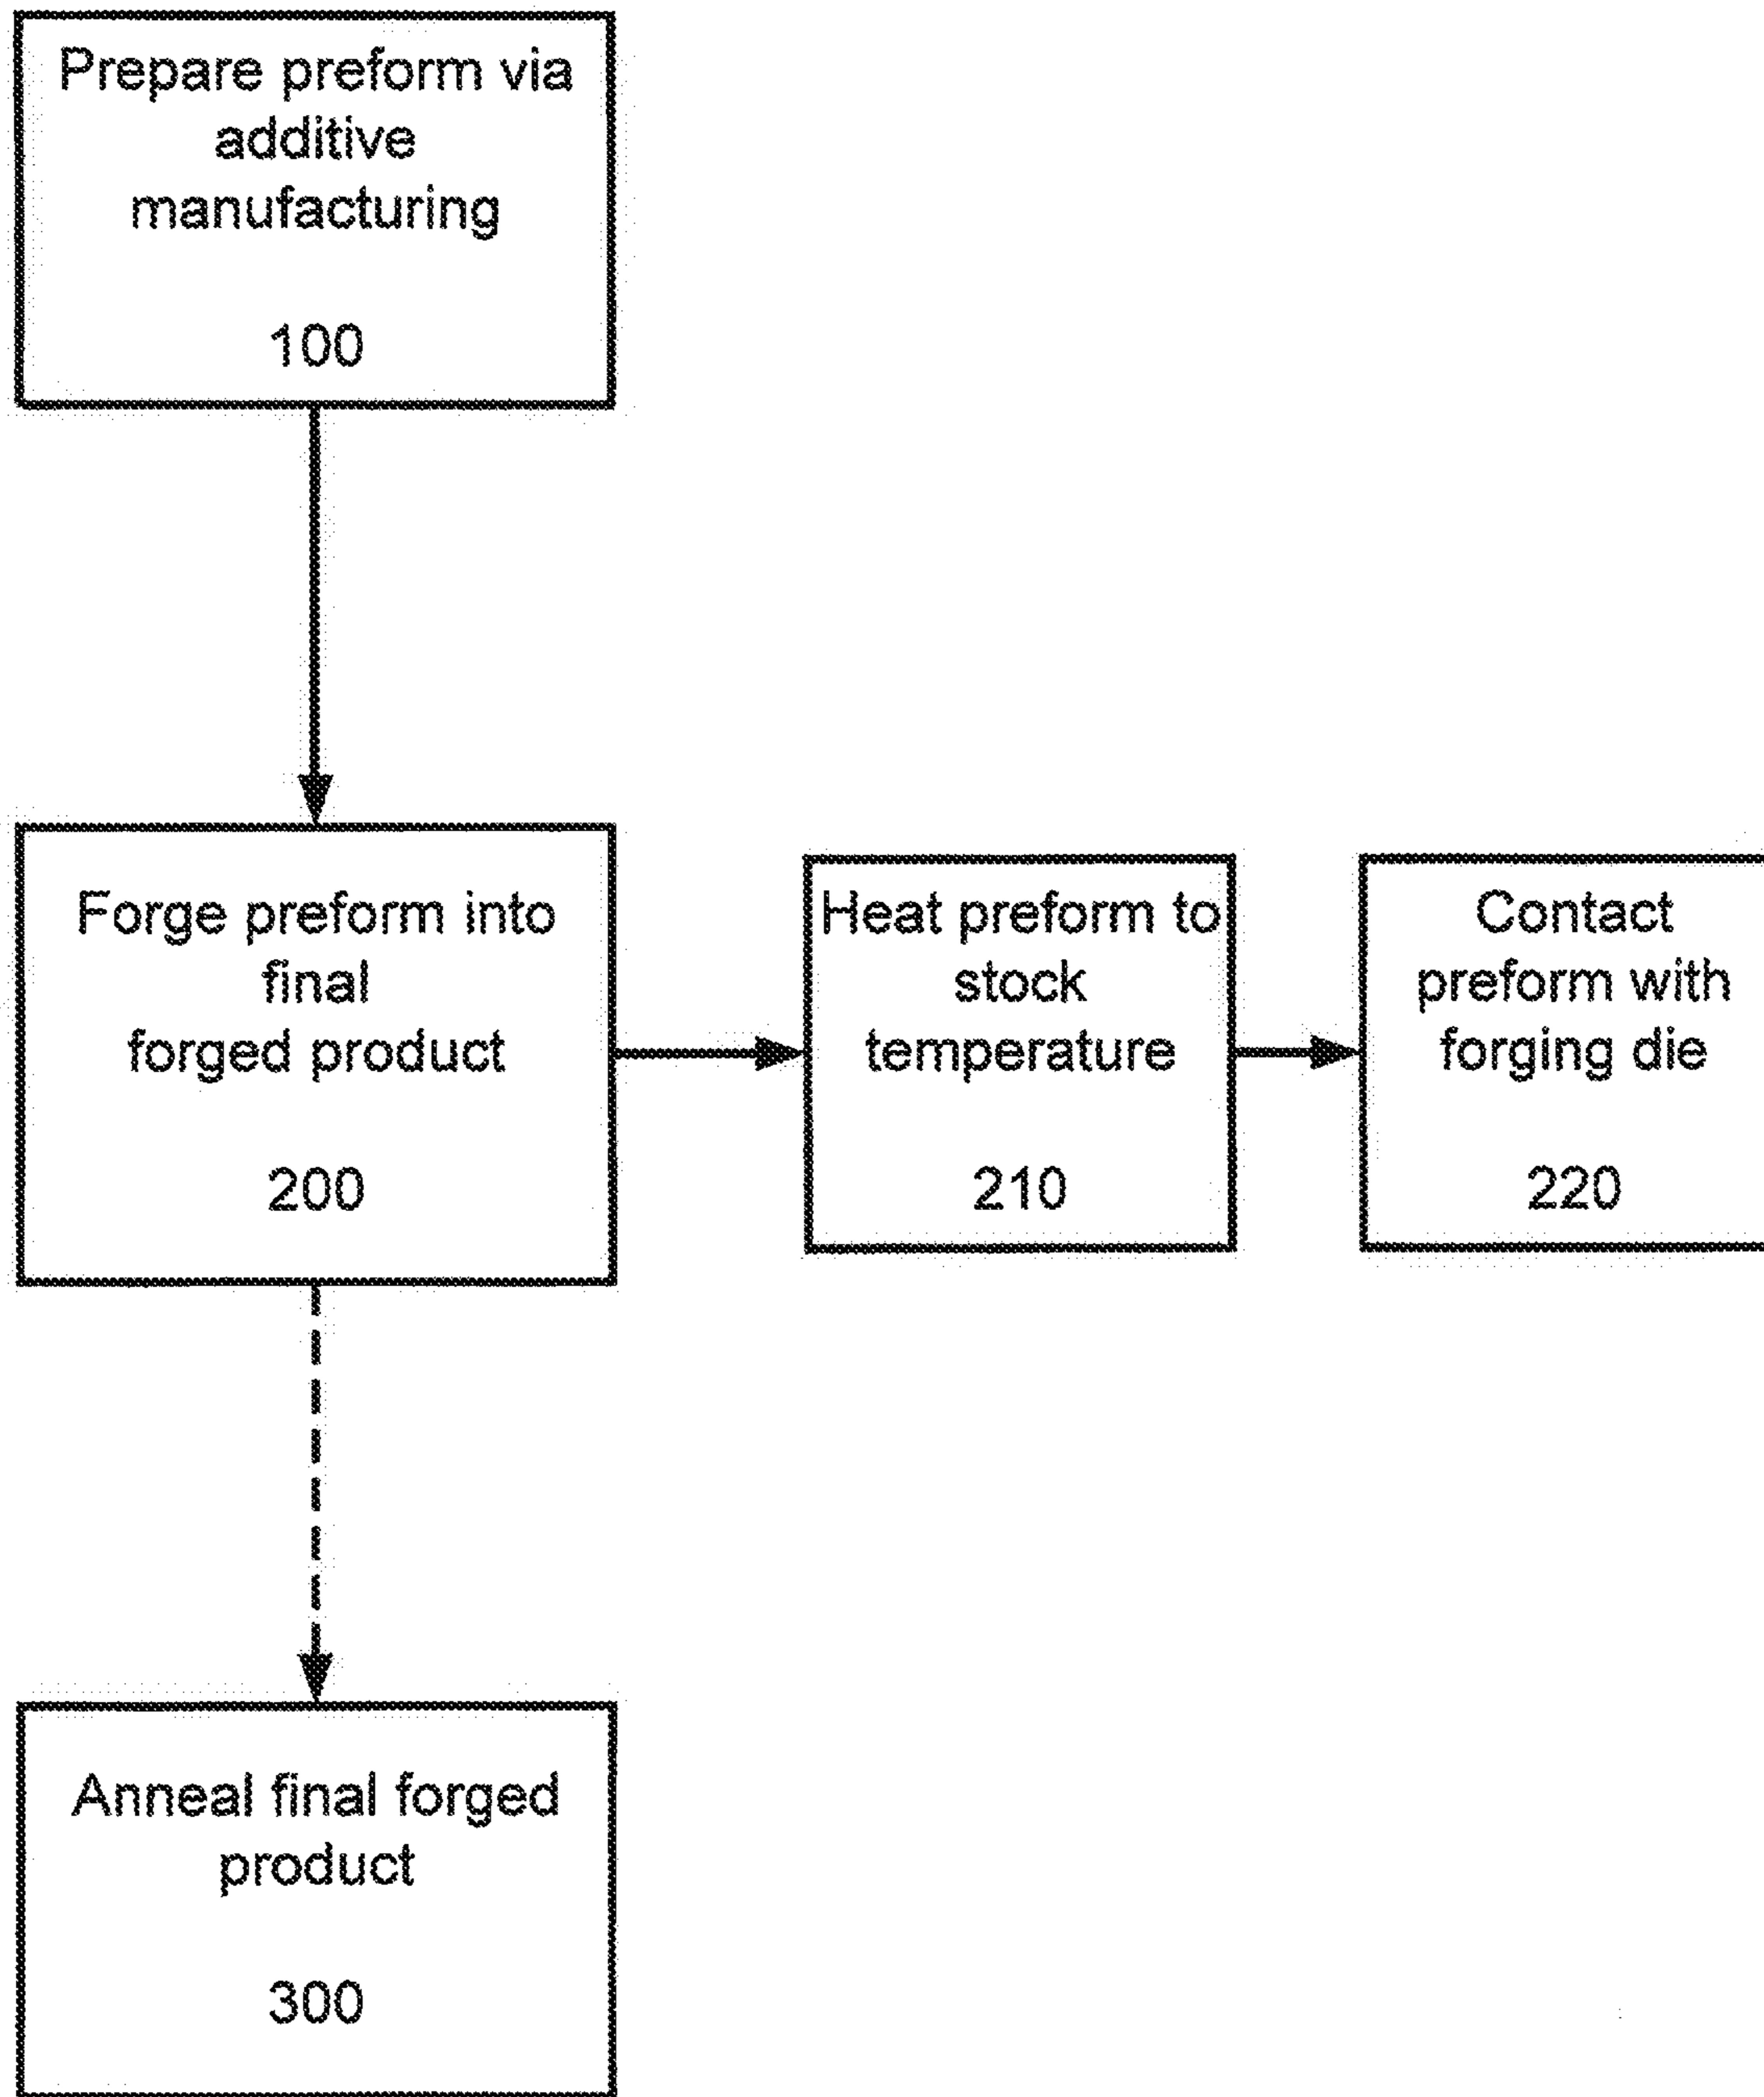 Prepare preform via
additive
manufacturing
100
Forge preform into
final
forged product
200
Heat preform to
stock
temperature
210
Contact
preform with
forging die
220
Anneal final forged
product
300